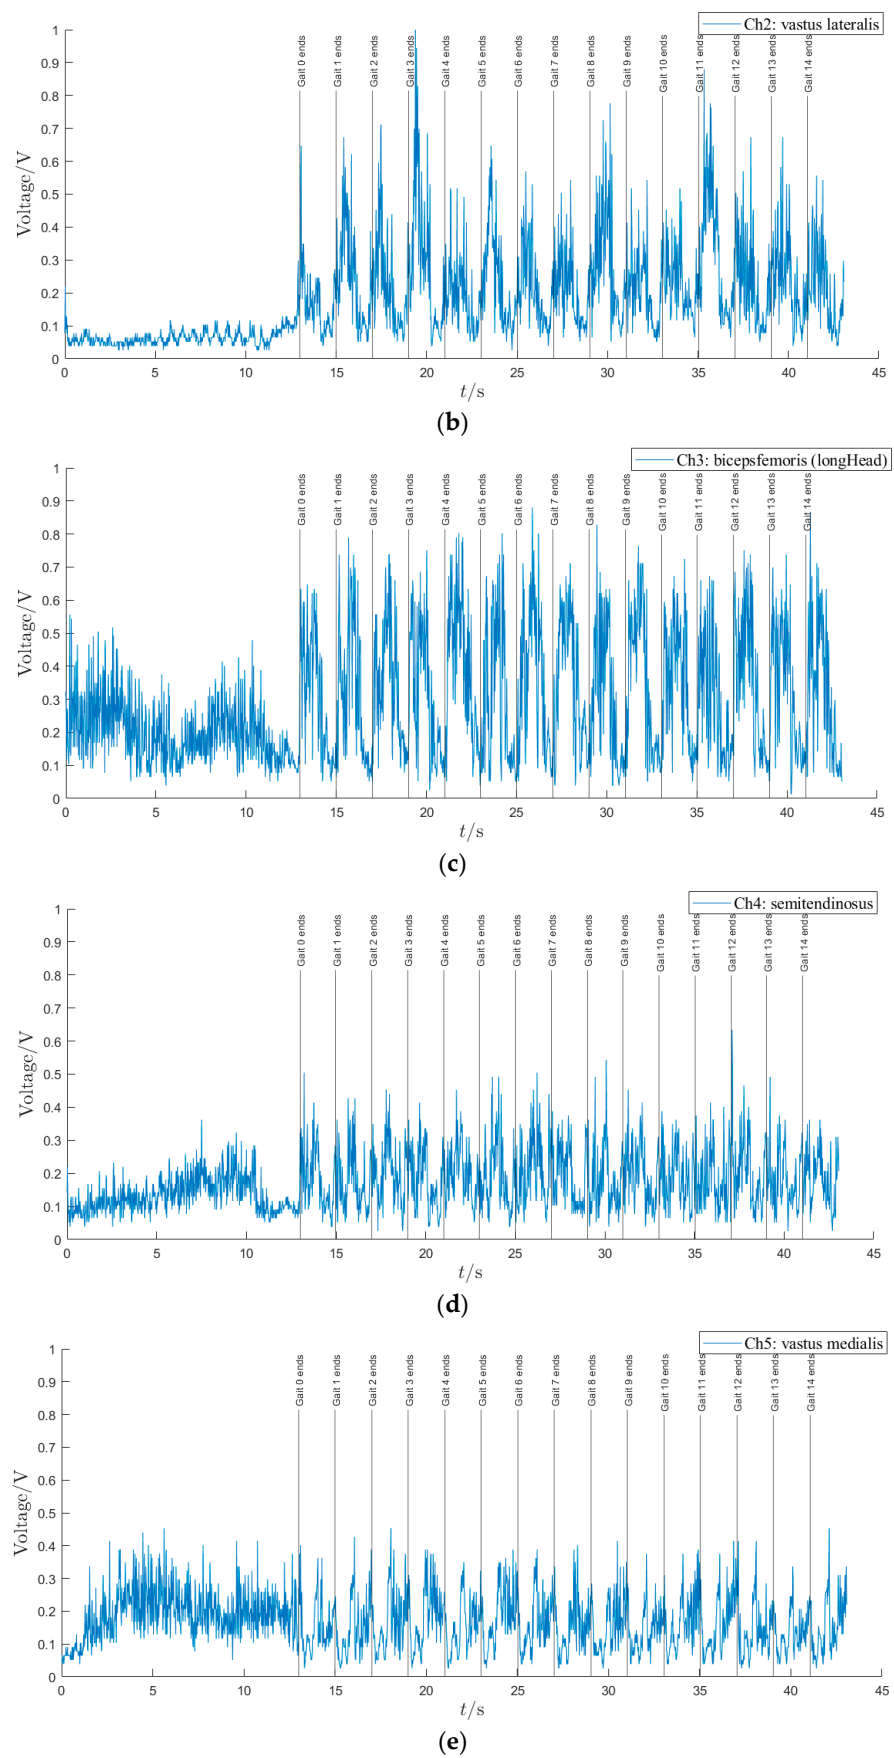 Ch2: vastus lateralis
1
0.9
0.8
0.7
0.6
0.5
0.4
0.3
0.2
0.1
0
Voltage/V
Gait 0 ends
Gait 1 ends
Gait 2 ends
Gait 3 ends
Gait 4 ends
Gait 5 ends
Gait 6 ends
Gait 7 ends
Gait 8 ends
Gait 9 ends
Gait 10 ends
Gait 11 ends
Gait 12 ends
Gait 13 ends
Gait 14 ends
0 5 10 15 20 25 30 35 40 45
t/s
(b)
Ch3: bicepsfemoris (longHead)
1
0.9
0.8
0.7
0.6
0.5
0.4
0.3
0.2
0.1
0
Voltage/V
Gait 0 ends
Gait 1 ends
Gait 2 ends
Gait 3 ends
Gait 4 ends
Gait 5 ends
Gait 6 ends
Gait 7 ends
Gait 8 ends
Gait 9 ends
Gait 10 ends
Gait 11 ends
Gait 12 ends
Gait 13 ends
Gait 14 ends
0 5 10 15 20 25 30 35 40 45
t/s
(c)
Ch4: semitendinosus
1
0.9
0.8
0.7
0.6
0.5
0.4
0.3
0.2
0.1
0
Voltage/V
Gait 0 ends
Gait 1 ends
Gait 2 ends
Gait 3 ends
Gait 4 ends
Gait 5 ends
Gait 6 ends
Gait 7 ends
Gait 8 ends
Gait 9 ends
Gait 10 ends
Gait 11 ends
Gait 12 ends
Gait 13 ends
Gait 14 ends
0 5 10 15 20 25 30 35 40 45
t/s
(d)
Ch5: vastus medialis
1
0.9
0.8
0.7
0.6
0.5
0.4
0.3
0.2
0.1
0
Voltage/V
Gait 0 ends
Gait 1 ends
Gait 2 ends
Gait 3 ends
Gait 4 ends
Gait 5 ends
Gait 6 ends
Gait 7 ends
Gait 8 ends
Gait 9 ends
Gait 10 ends
Gait 11 ends
Gait 12 ends
Gait 13 ends
Gait 14 ends
0 5 10 15 20 25 30 35 40 45
t/s
(e)